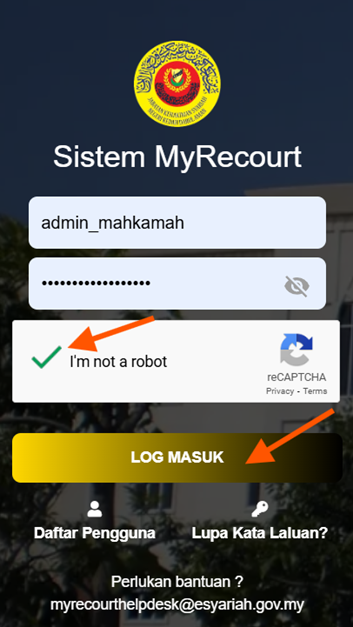 Sistem MyRecourt
admin_mahkamah
••••••••••••••••••
I'm not a robot
reCAPTCHA
Privacy - Terms
LOG MASUK
Daftar Pengguna
Lupa Kata Laluan?
Perlukan bantuan ?
myrecourthelpdesk@esyariah.gov.my